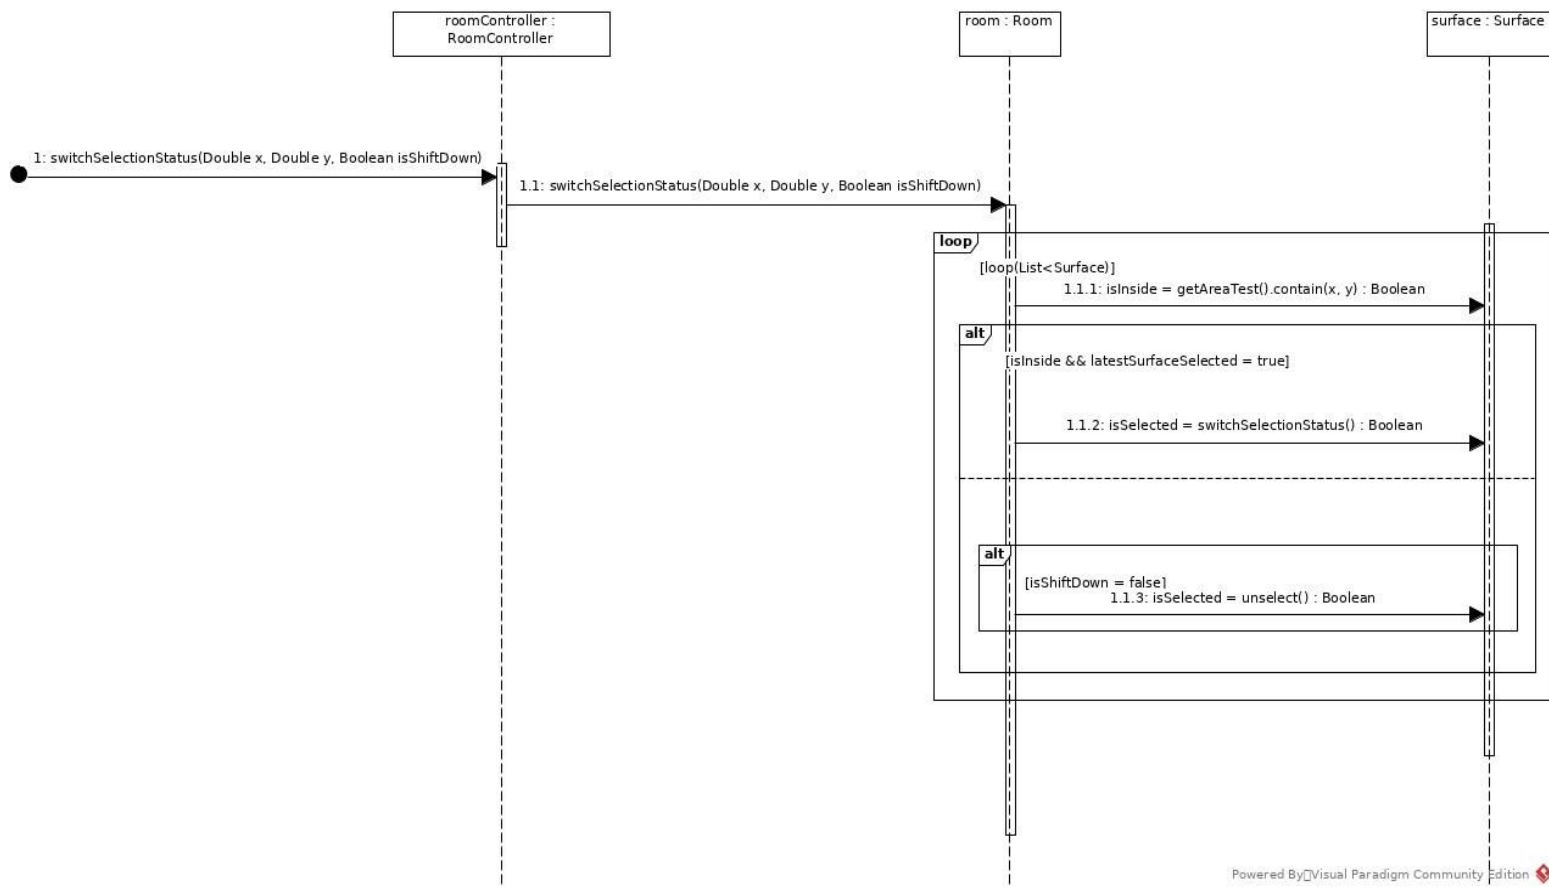 roomController :
RoomController
room : Room
surface : Surface
1: switchSelectionStatus(Double x, Double y, Boolean isShiftDown)
1.1: switchSelectionStatus(Double x, Double y, Boolean isShiftDown)
loop
[loop(List<Surface)]
1.1.1: isInside = getAreaTest().contain(x, y) : Boolean
alt
[isInside && latestSurfaceSelected = true]
1.1.2: isSelected = switchSelectionStatus() : Boolean
alt
[isShiftDown = false]
1.1.3: isSelected = unselect() : Boolean
Powered By Visual Paradigm Community Edition